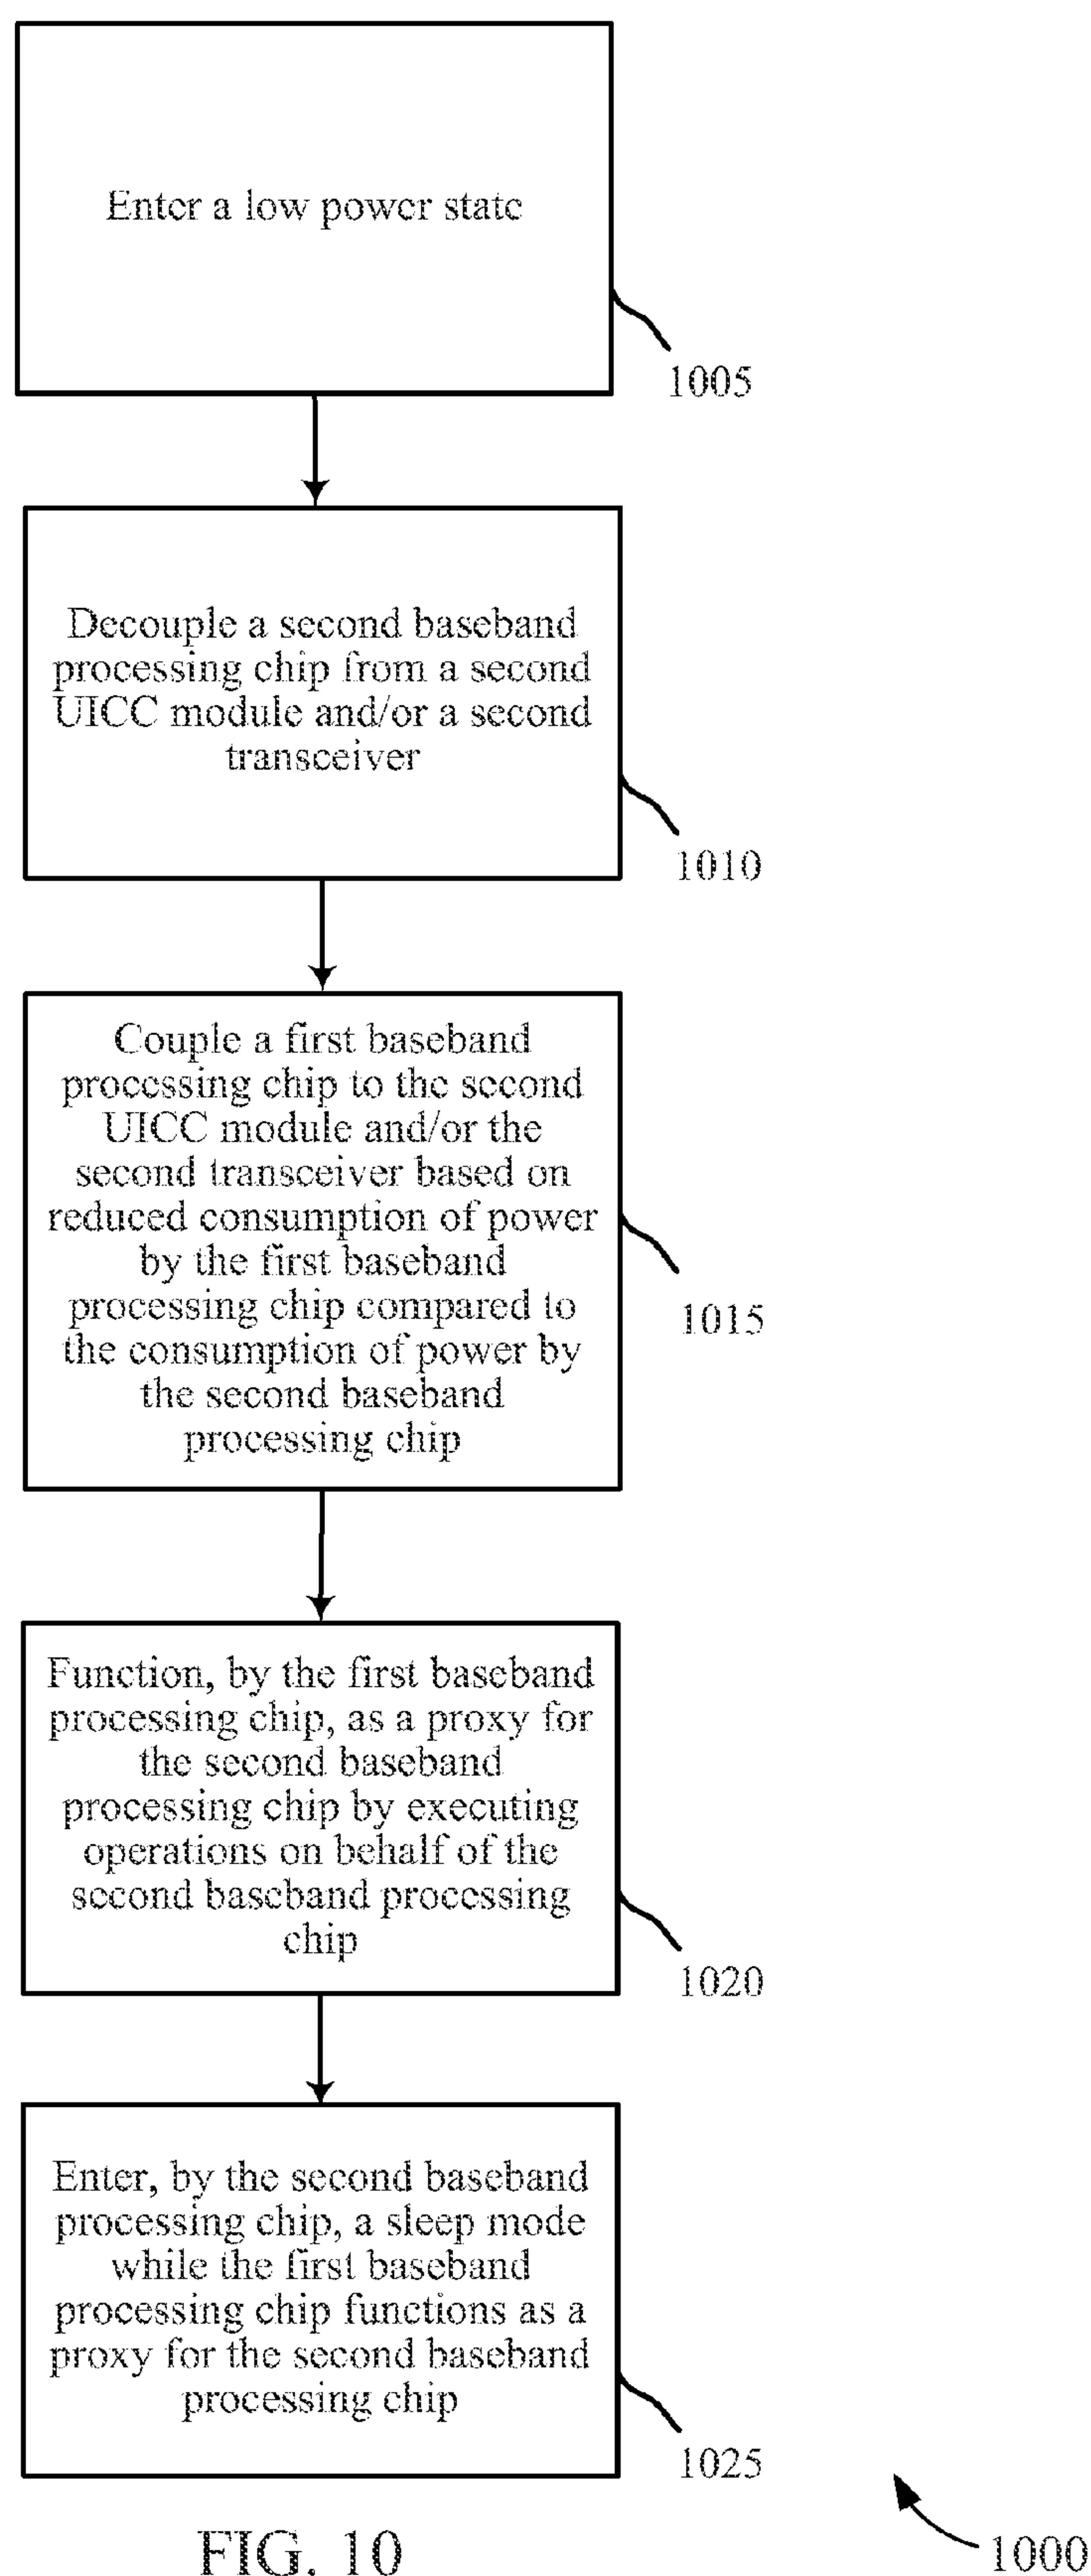 Enter a low power state
1005
Decouple a second baseband
processing chip from a second
UICC module and/or a second
transceiver
1010
Couple a first baseband
processing chip to the second
UICC module and/or the
second transceiver based on
reduced consumption of power
by the first baseband
processing chip compared to
the consumption of power by
the second baseband
processing chip
1015
Function, by the first baseband
processing chip, as a proxy for
the second baseband
processing chip by executing
operations on behalf of the
second baseband processing
chip
1020
Enter, by the second baseband
processing chip, a sleep mode
while the first baseband
processing chip functions as a
proxy for the second baseband
processing chip
1025
FIG. 10
1000